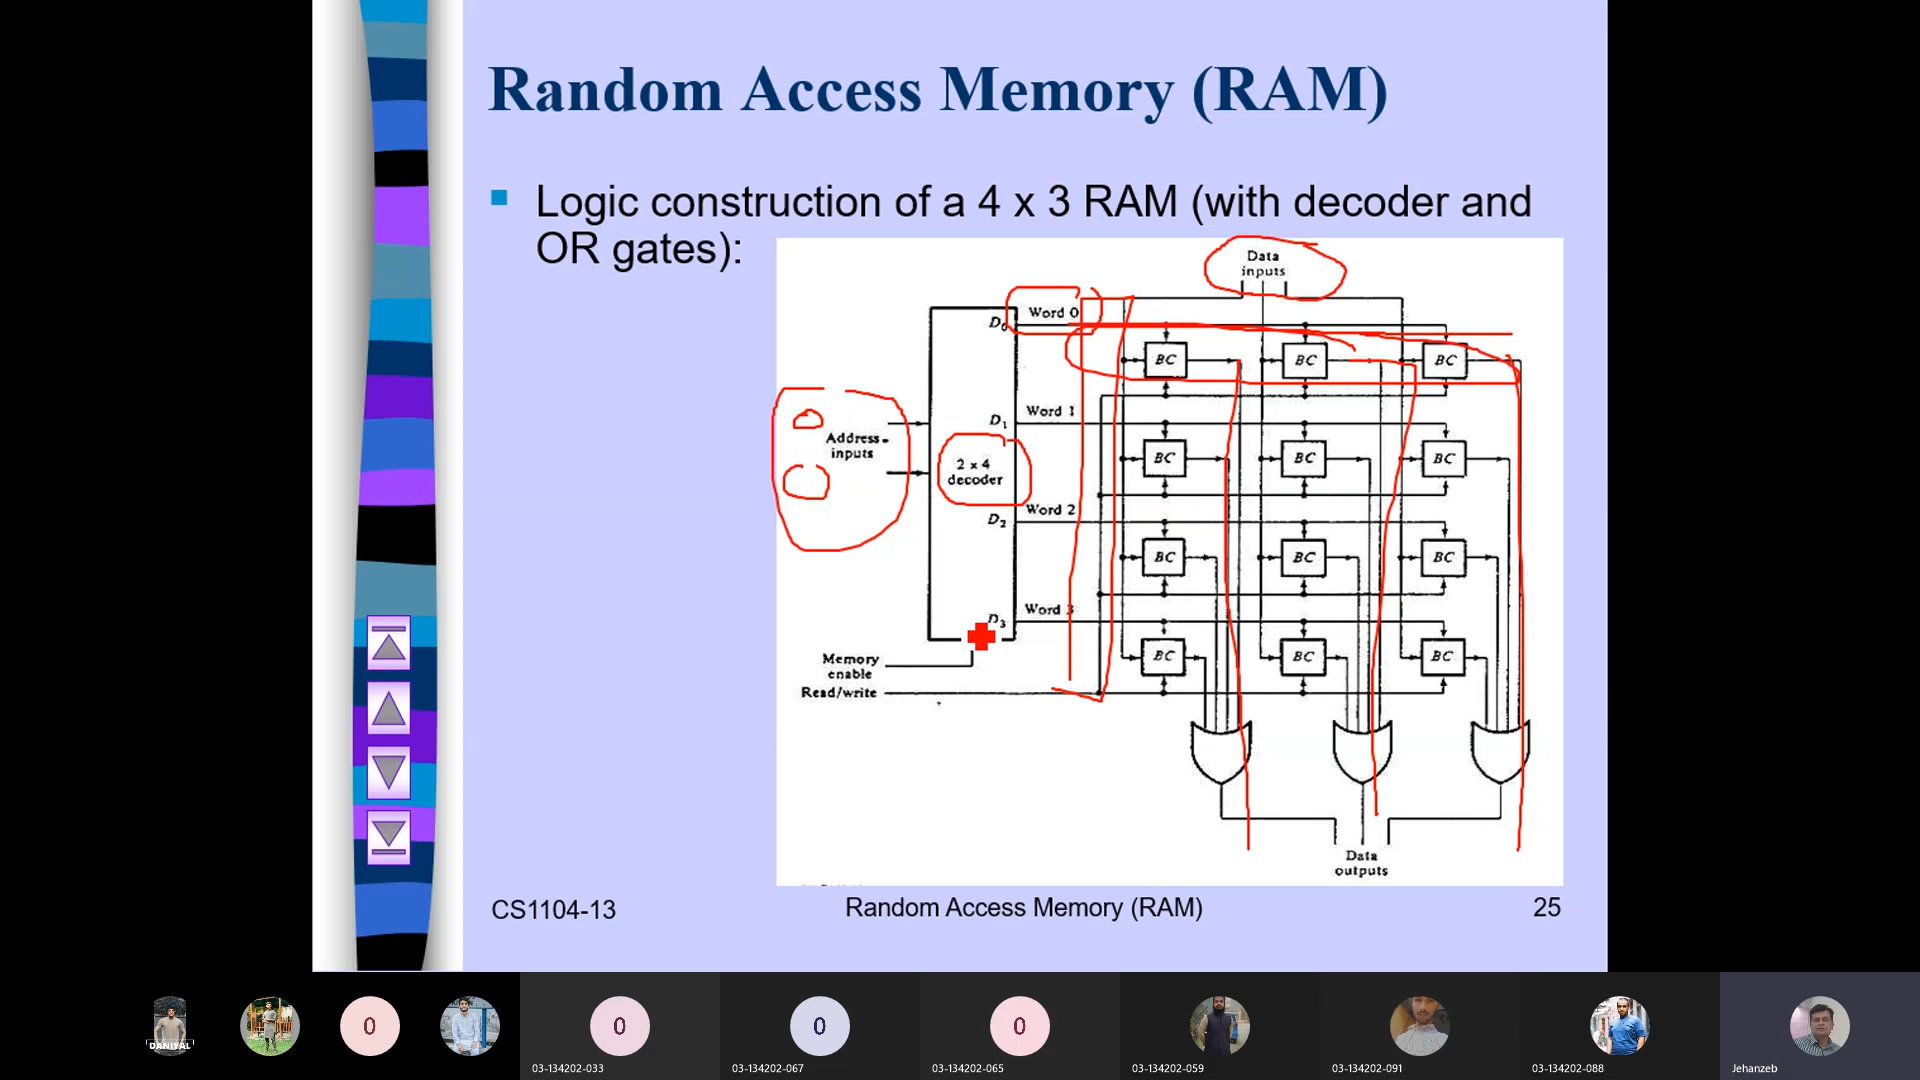 Random Access Memory (RAM)
Logic construction of a 4 x 3 RAM (with decoder and
OR gates):
Data
inputs
Word 0
D0
BC BC BC
Word 1
D1
Address
inputs
2 x 4
decoder
BC BC BC
Word 2
D2
BC BC BC
Word 3
D3
BC BC BC
Memory
enable
Read/write
Data
outputs
CS1104-13 Random Access Memory (RAM) 25
DANIYAL
0 0 0 0
03-134202-033 03-134202-067 03-134202-065 03-134202-059 03-134202-091 03-134202-088 Jehanzeb